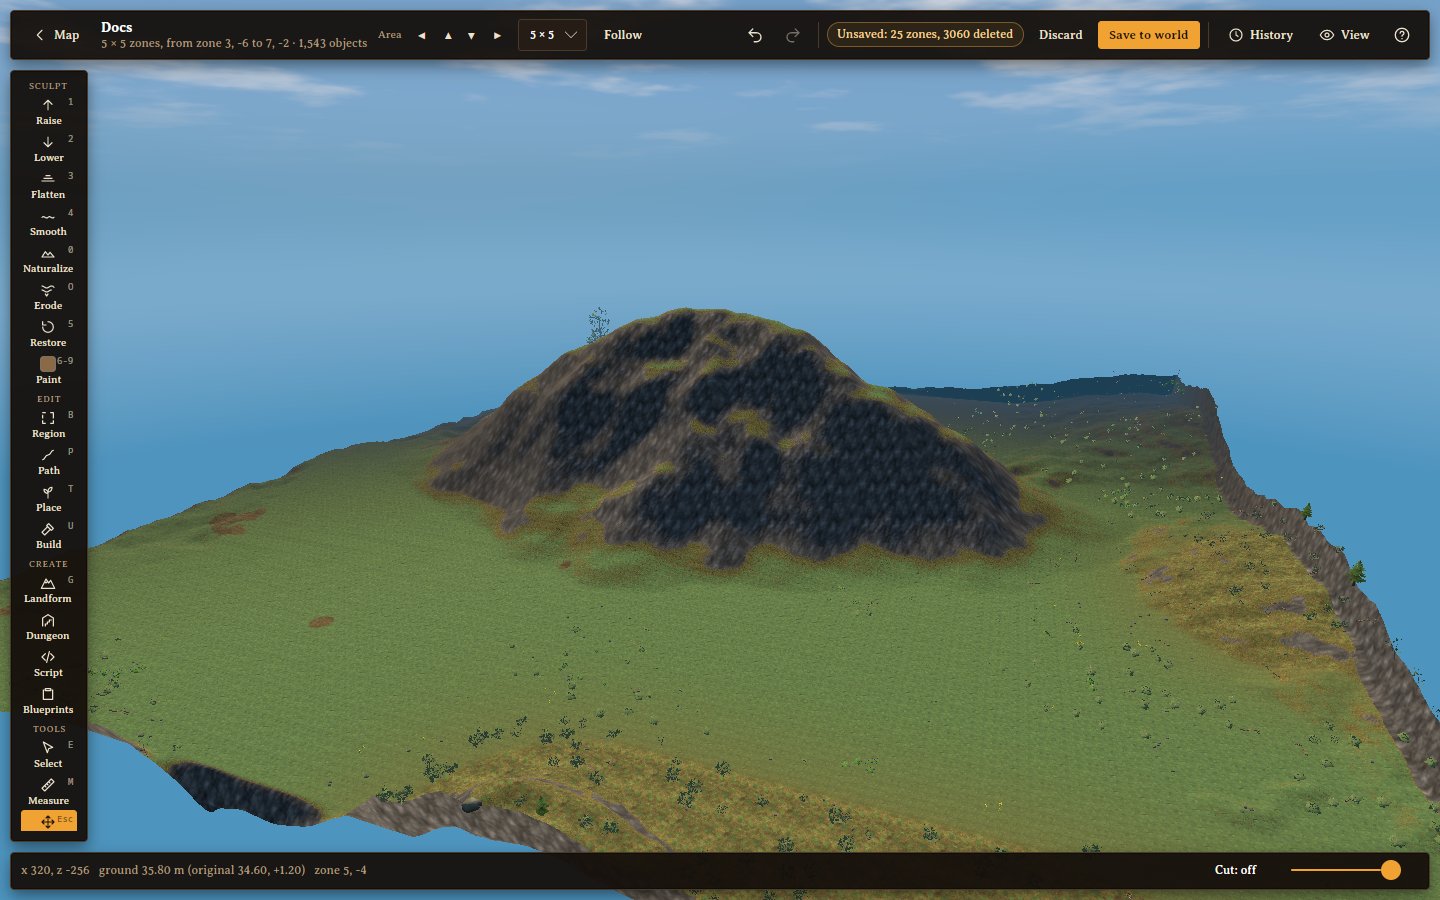 Map
Docs
5 × 5 zones, from zone 3, -6 to 7, -2 · 1,543 objects
Area
5 × 5
Follow
Unsaved: 25 zones, 3060 deleted
Discard
Save to world
History
View
SCULPT
1
Raise
2
Lower
3
Flatten
4
Smooth
0
Naturalize
O
Erode
5
Restore
6-9
Paint
EDIT
B
Region
P
Path
T
Place
U
Build
CREATE
G
Landform
Dungeon
Script
Blueprints
TOOLS
E
Select
M
Measure
Esc
x 320, z -256 ground 35.80 m (original 34.60, +1.20) zone 5, -4
Cut: off